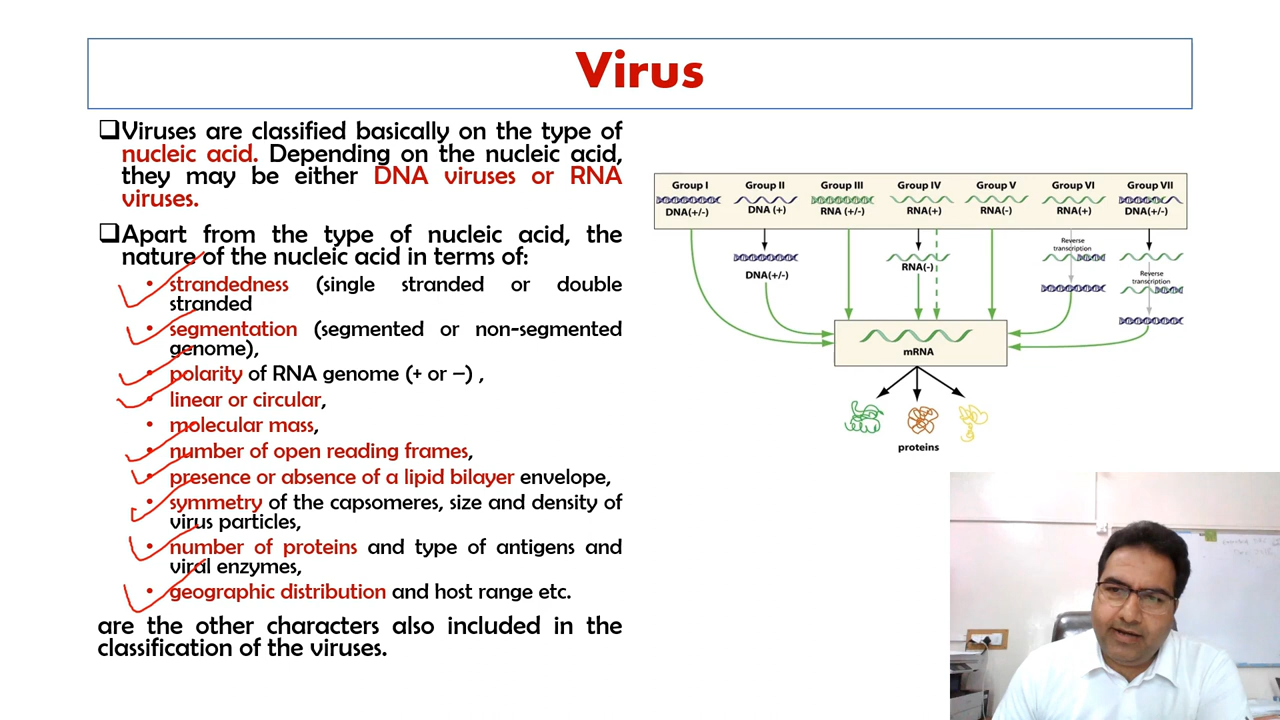 Virus
❑Viruses are classified basically on the type of
nucleic acid. Depending on the nucleic acid,
they may be either DNA viruses or RNA
viruses.
❑Apart from the type of nucleic acid, the
nature of the nucleic acid in terms of:
• strandedness (single stranded or double
stranded
• segmentation (segmented or non-segmented
genome),
• polarity of RNA genome (+ or –) ,
• linear or circular,
• molecular mass,
• number of open reading frames,
• presence or absence of a lipid bilayer envelope,
• symmetry of the capsomeres, size and density of
virus particles,
• number of proteins and type of antigens and
viral enzymes,
• geographic distribution and host range etc.
are the other characters also included in the
classification of the viruses.
Group I Group II Group III Group IV Group V Group VI Group VII
DNA(+/-) DNA (+) RNA (+/-) RNA(+) RNA(-) RNA(+) DNA(+/-)
Reverse
transcription
RNA(-)
DNA(+/-)
Reverse
transcription
mRNA
proteins